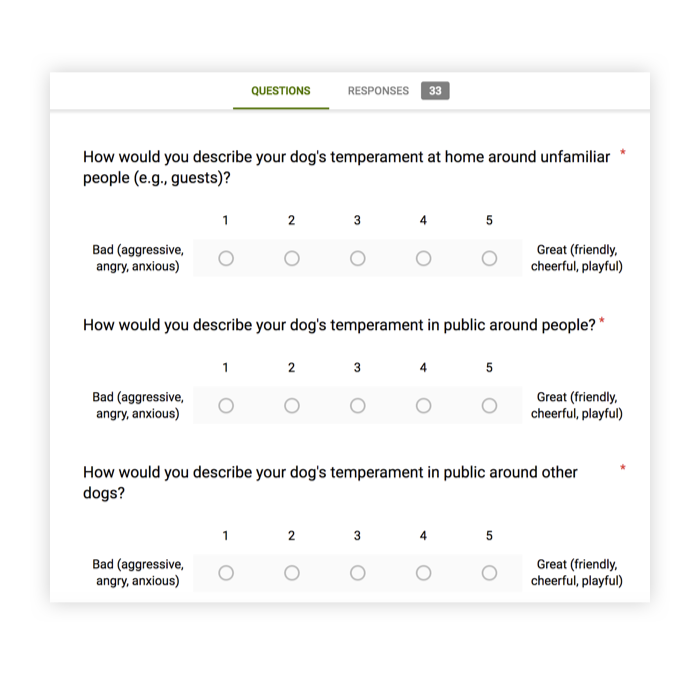 QUESTIONS RESPONSES 33
How would you describe your dog's temperament at home around unfamiliar *
people (e.g., guests)?
1 2 3 4 5
Bad (aggressive, Great (friendly,
angry, anxious) cheerful, playful)
How would you describe your dog's temperament in public around people? *
1 2 3 4 5
Bad (aggressive, Great (friendly,
angry, anxious) cheerful, playful)
How would you describe your dog's temperament in public around other *
dogs?
1 2 3 4 5
Bad (aggressive, Great (friendly,
angry, anxious) cheerful, playful)